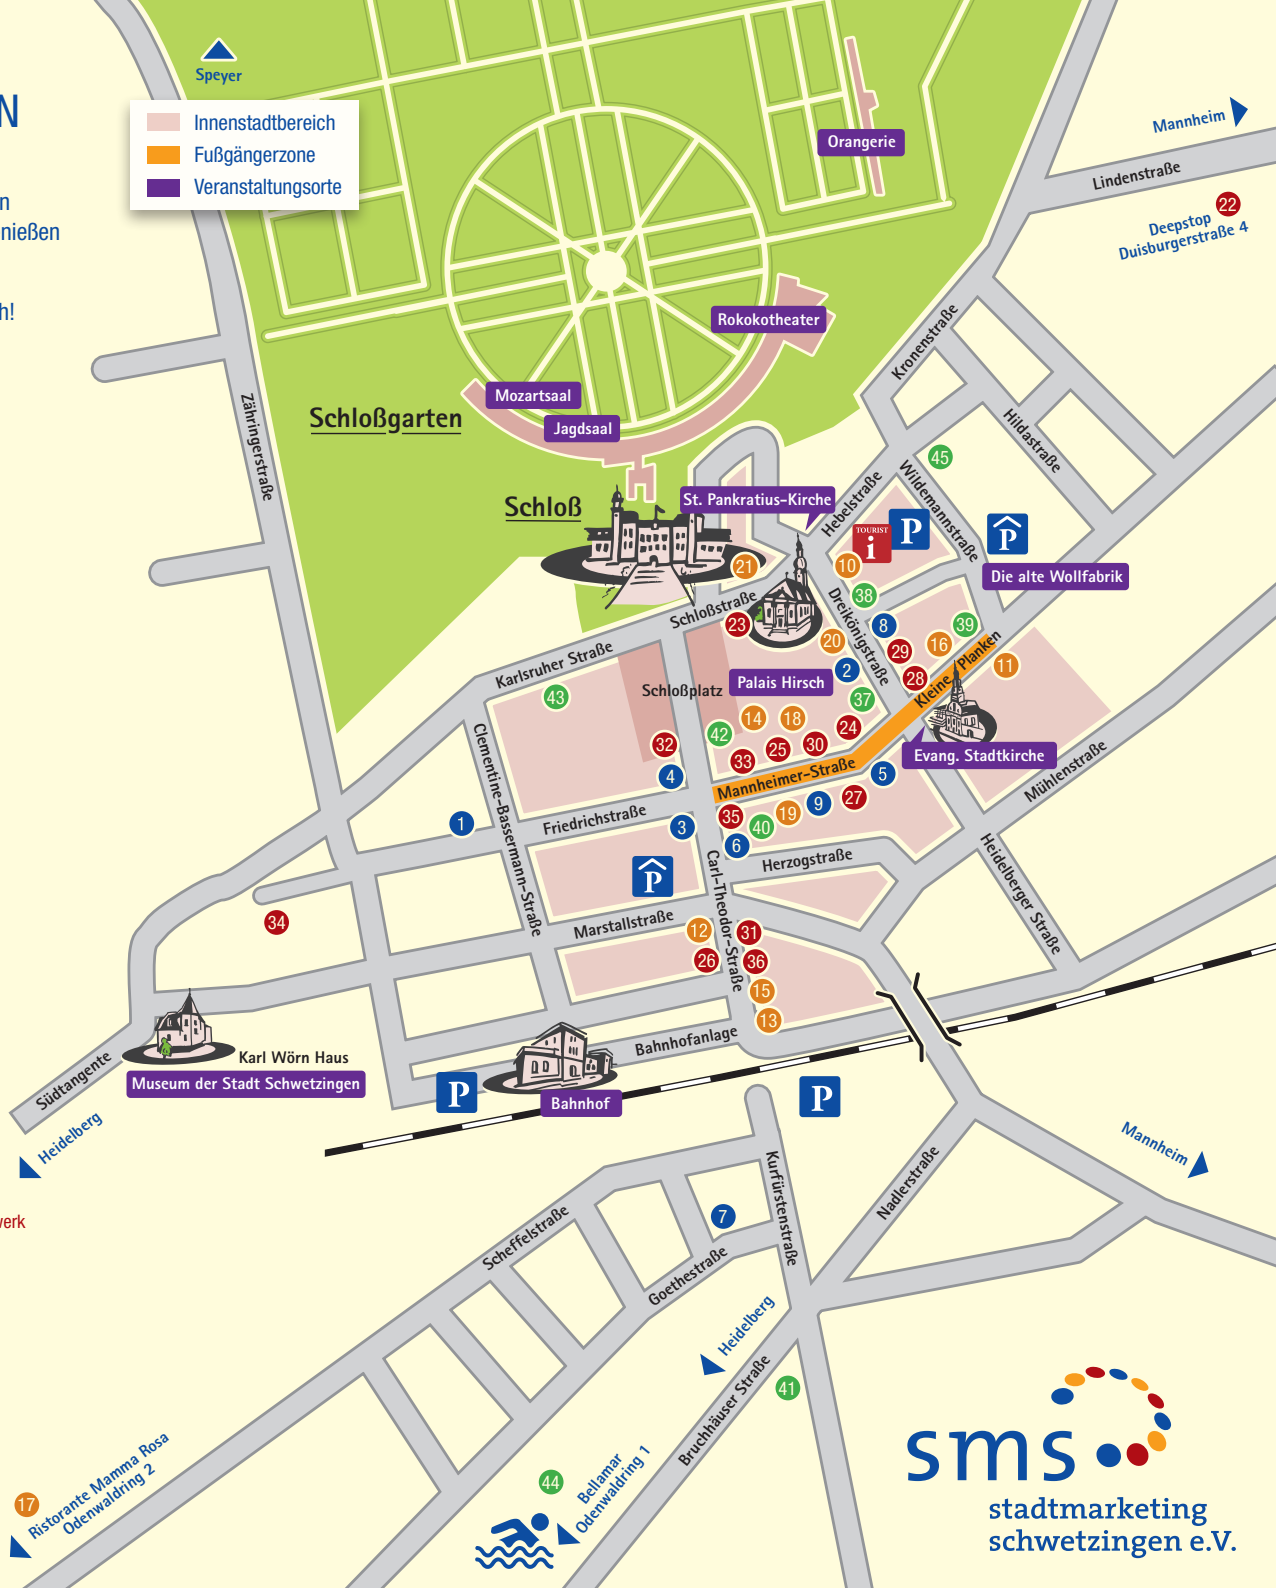 N
n
nießen
h!
Speyer
Innenstadtbereich
Fußgängerzone
Veranstaltungsorte
Orangerie
Mannheim
Lindenstraße
22
Deepstop
Duisburgerstraße 4
Rokokotheater
Kronenstraße
Mozartsaal
Jagdsaal
Schloßgarten
Zähringerstraße
Hildastraße
45
Schloß
St. Pankratius-Kirche
Hebelstraße
Wildemannstraße
TOURIST
i
P
P
21
10
Die alte Wollfabrik
38
Schloßstraße
Dreikönigstraße
23
8
39
20
29
16
Kleine Planken
11
Karlsruher Straße
2
28
43
Schloßplatz
Palais Hirsch
37
14
18
42
24
32
25
30
33
Evang. Stadtkirche
4
Mannheimer-Straße
5
Mühlenstraße
Clementine-Bassermann-Straße
27
9
19
35
40
1
Friedrichstraße
3
6
Herzogstraße
Heidelberger Straße
P
Carl-Theodor-Straße
34
Marstallstraße
12
31
26
36
15
13
Bahnhofanlage
Karl Wörn Haus
Museum der Stadt Schwetzingen
Südtangente
P
Bahnhof
P
Heidelberg
Mannheim
werk
Kurfürstenstraße
Nadlerstraße
7
Scheffelstraße
Goethestraße
Heidelberg
Bruchhäuser Straße
41
44
Bellamar
Odenwaldring 1
17
Ristorante Mamma Rosa
Odenwaldring 2
sms
stadtmarketing
schwetzingen e.V.